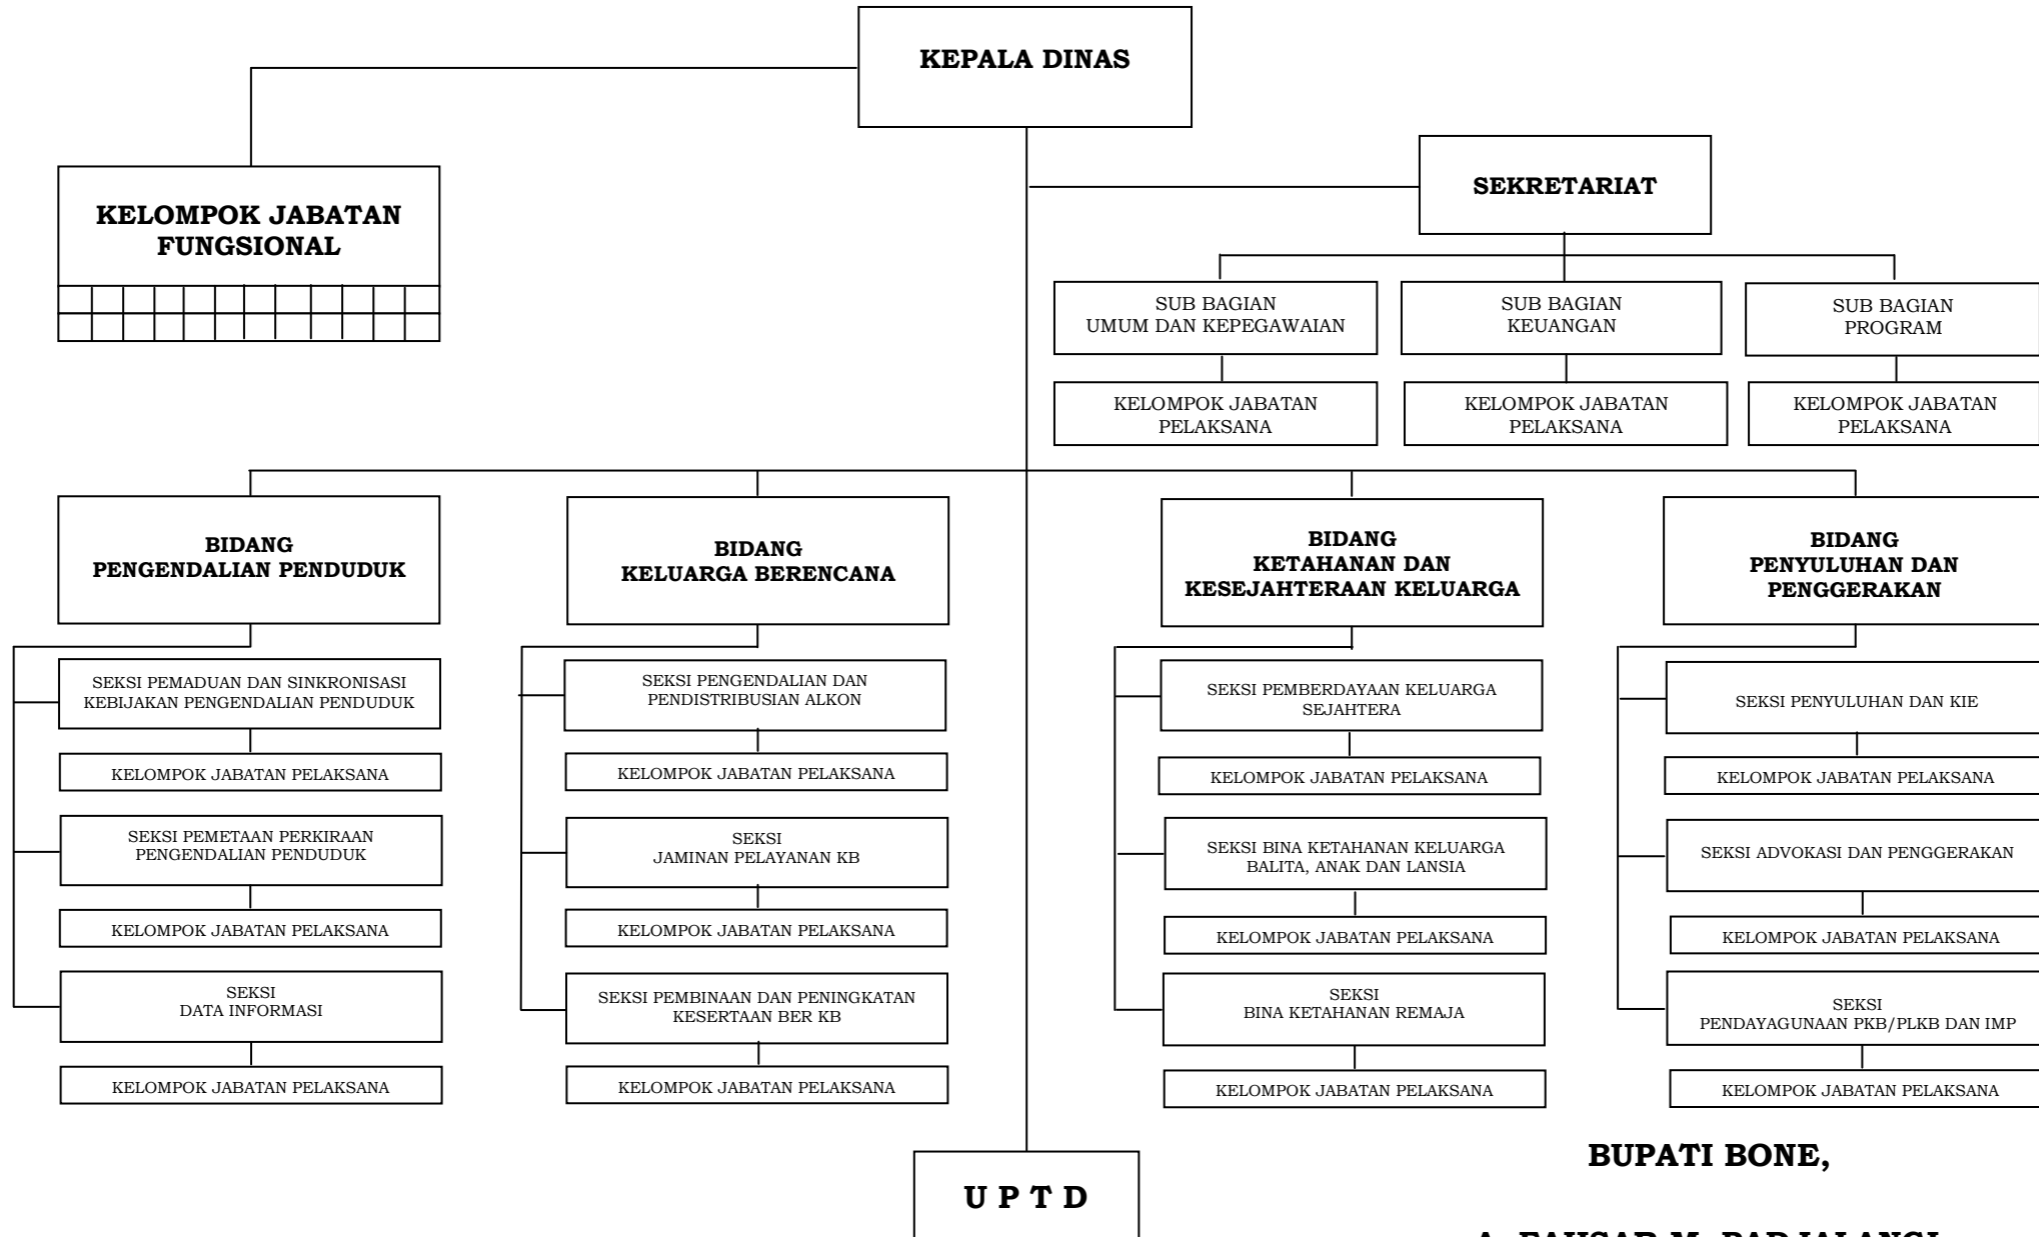 KEPALA DINAS
SEKRETARIAT
KELOMPOK JABATAN
FUNGSIONAL
SUB BAGIAN
UMUM DAN KEPEGAWAIAN
SUB BAGIAN
KEUANGAN
SUB BAGIAN
PROGRAM
KELOMPOK JABATAN
PELAKSANA
KELOMPOK JABATAN
PELAKSANA
KELOMPOK JABATAN
PELAKSANA
BIDANG
PENGENDALIAN PENDUDUK
BIDANG
KELUARGA BERENCANA
BIDANG
KETAHANAN DAN
KESEJAHTERAAN KELUARGA
BIDANG
PENYULUHAN DAN
PENGGERAKAN
SEKSI PEMADUAN DAN SINKRONISASI
KEBIJAKAN PENGENDALIAN PENDUDUK
SEKSI PENGENDALIAN DAN
PENDISTRIBUSIAN ALKON
SEKSI PEMBERDAYAAN KELUARGA
SEJAHTERA
SEKSI PENYULUHAN DAN KIE
KELOMPOK JABATAN PELAKSANA
KELOMPOK JABATAN PELAKSANA
KELOMPOK JABATAN PELAKSANA
KELOMPOK JABATAN PELAKSANA
SEKSI PEMETAAN PERKIRAAN
PENGENDALIAN PENDUDUK
SEKSI
JAMINAN PELAYANAN KB
SEKSI BINA KETAHANAN KELUARGA
BALITA, ANAK DAN LANSIA
SEKSI ADVOKASI DAN PENGGERAKAN
KELOMPOK JABATAN PELAKSANA
KELOMPOK JABATAN PELAKSANA
KELOMPOK JABATAN PELAKSANA
KELOMPOK JABATAN PELAKSANA
SEKSI
DATA INFORMASI
SEKSI PEMBINAAN DAN PENINGKATAN
KESERTAAN BER KB
SEKSI
BINA KETAHANAN REMAJA
SEKSI
PENDAYAGUNAAN PKB/PLKB DAN IMP
KELOMPOK JABATAN PELAKSANA
KELOMPOK JABATAN PELAKSANA
KELOMPOK JABATAN PELAKSANA
KELOMPOK JABATAN PELAKSANA
U P T D
BUPATI BONE,
A. FAHSAR M. PADJALANGI